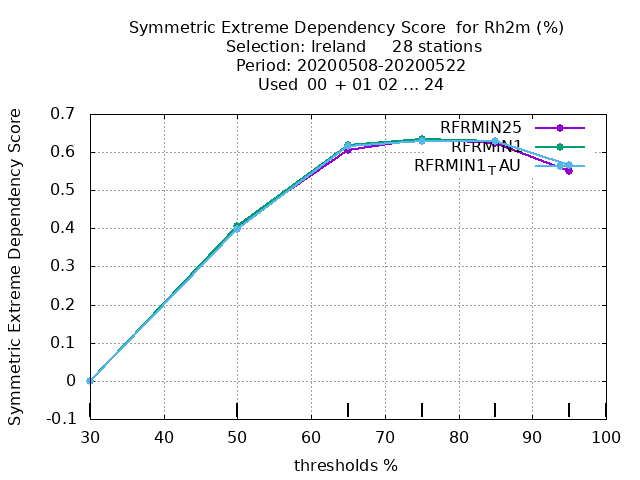 Symmetric Extreme Dependency Score  for Rh2m (%)
Selection: Ireland     28 stations
Period: 20200508-20200522
Used  00 + 01 02 ... 24
Symmetric Extreme Dependency Score
0.7
0.6
0.5
0.4
0.3
0.2
0.1
0
-0.1
RFRMIN25
RFRMIN1
RFRMIN1TAU
30 40 50 60 70 80 90 100
thresholds %